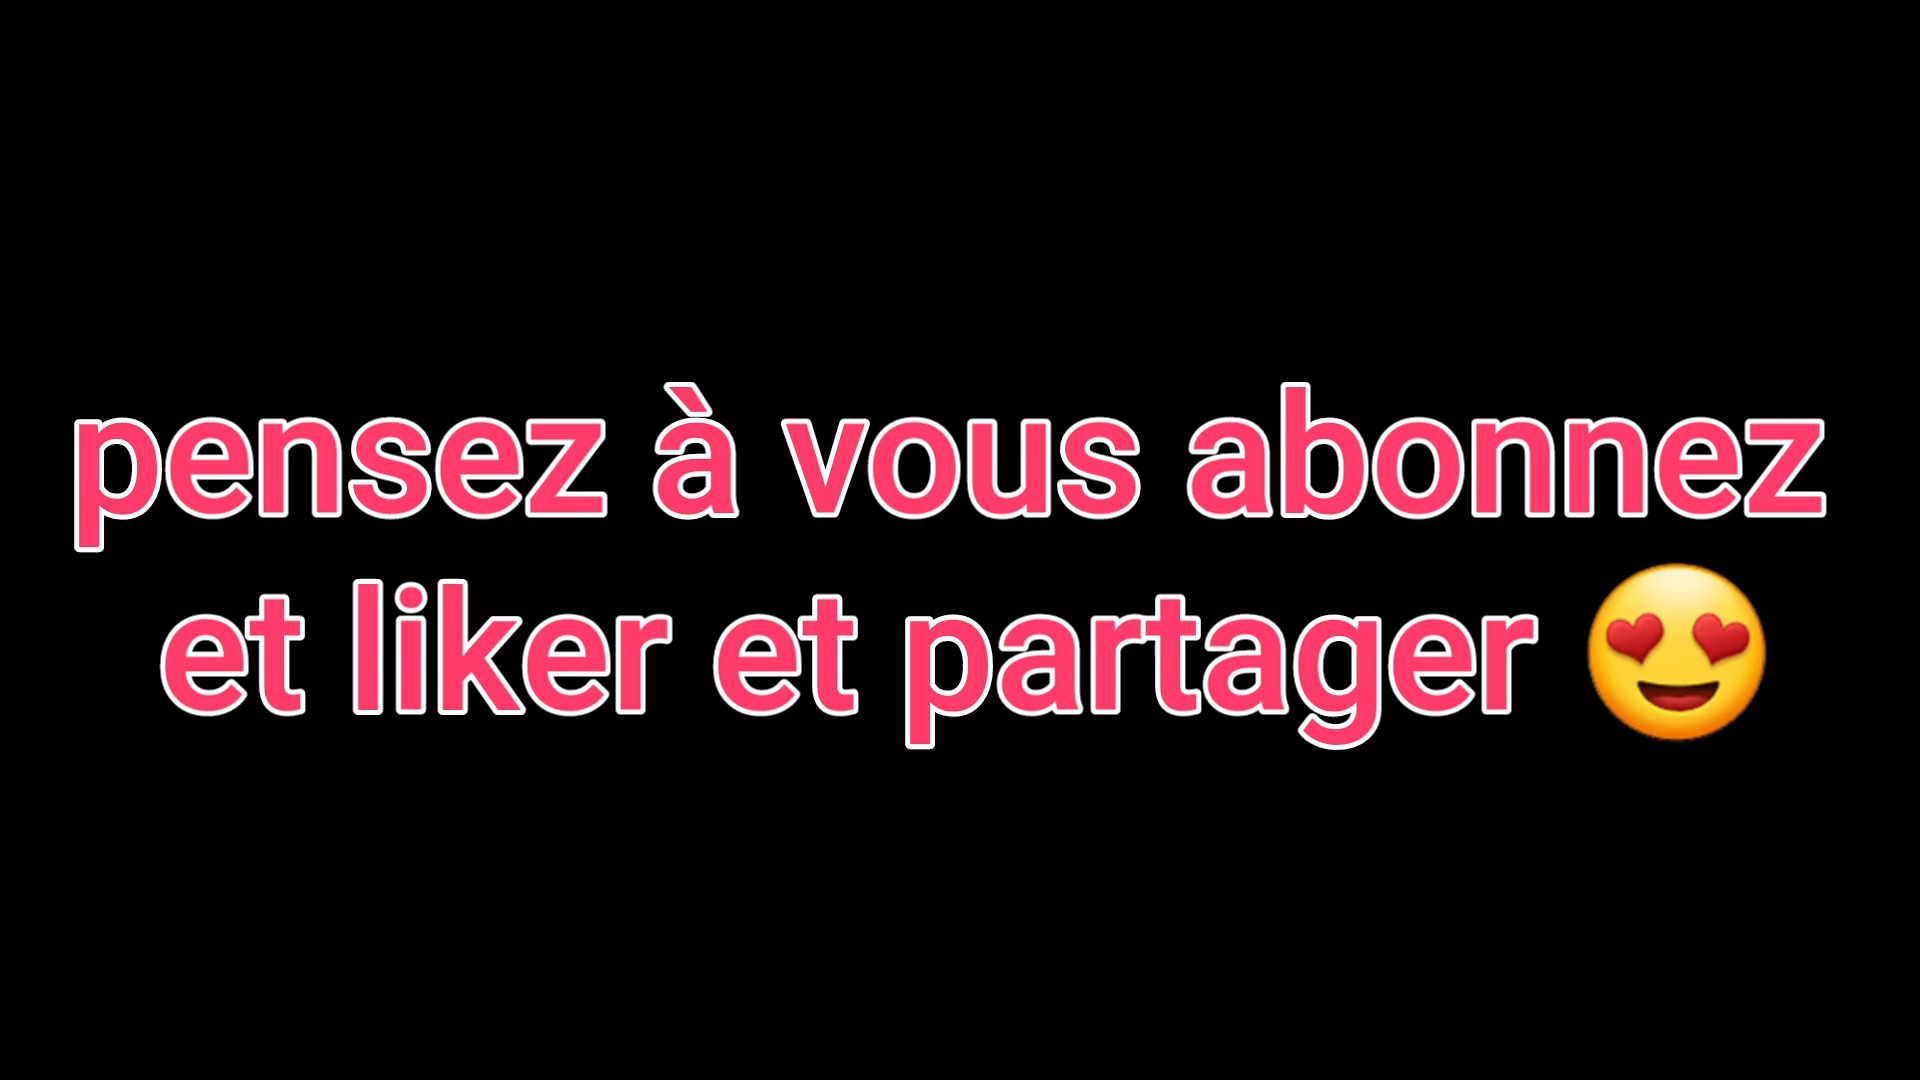 pensez à vous abonnez
et liker et partager 😍